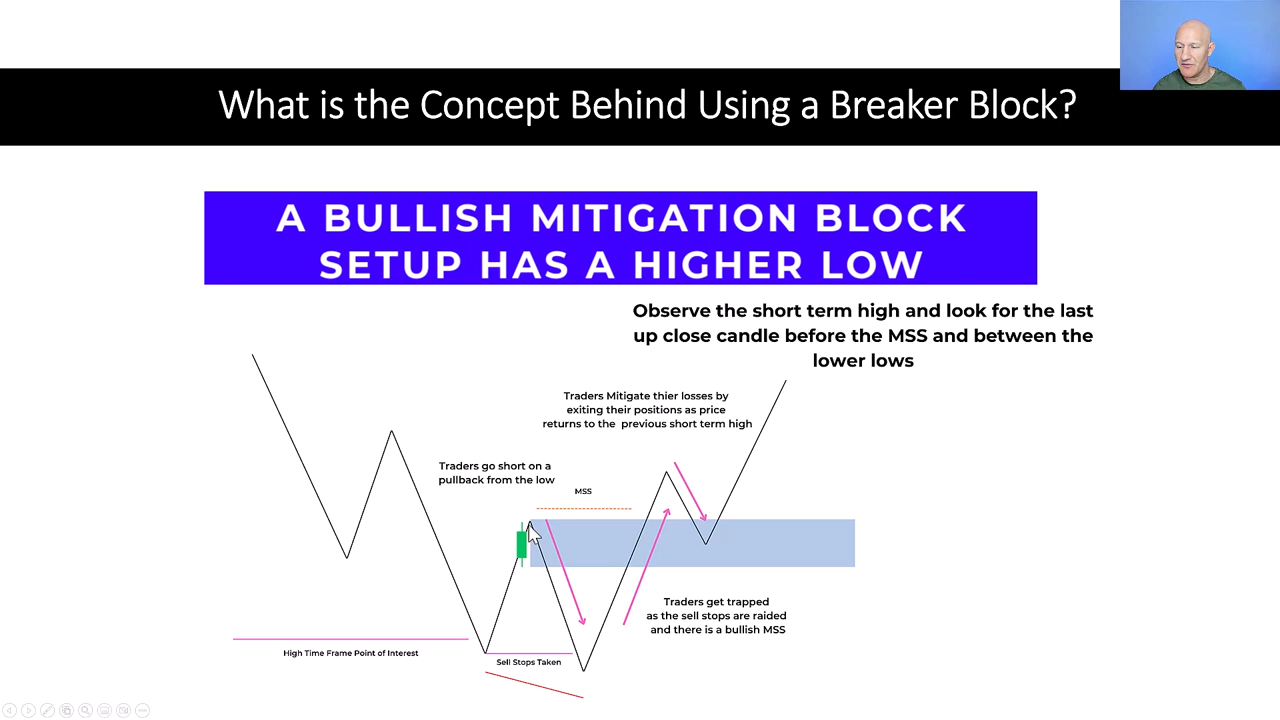 What is the Concept Behind Using a Breaker Block?
A BULLISH MITIGATION BLOCK
SETUP HAS A HIGHER LOW
Observe the short term high and look for the last
up close candle before the MSS and between the
lower lows
Traders Mitigate thier losses by
exiting their positions as price
returns to the previous short term high
Traders go short on a
pullback from the low
MSS
Traders get trapped
as the sell stops are raided
and there is a bullish MSS
High Time Frame Point of Interest
Sell Stops Taken